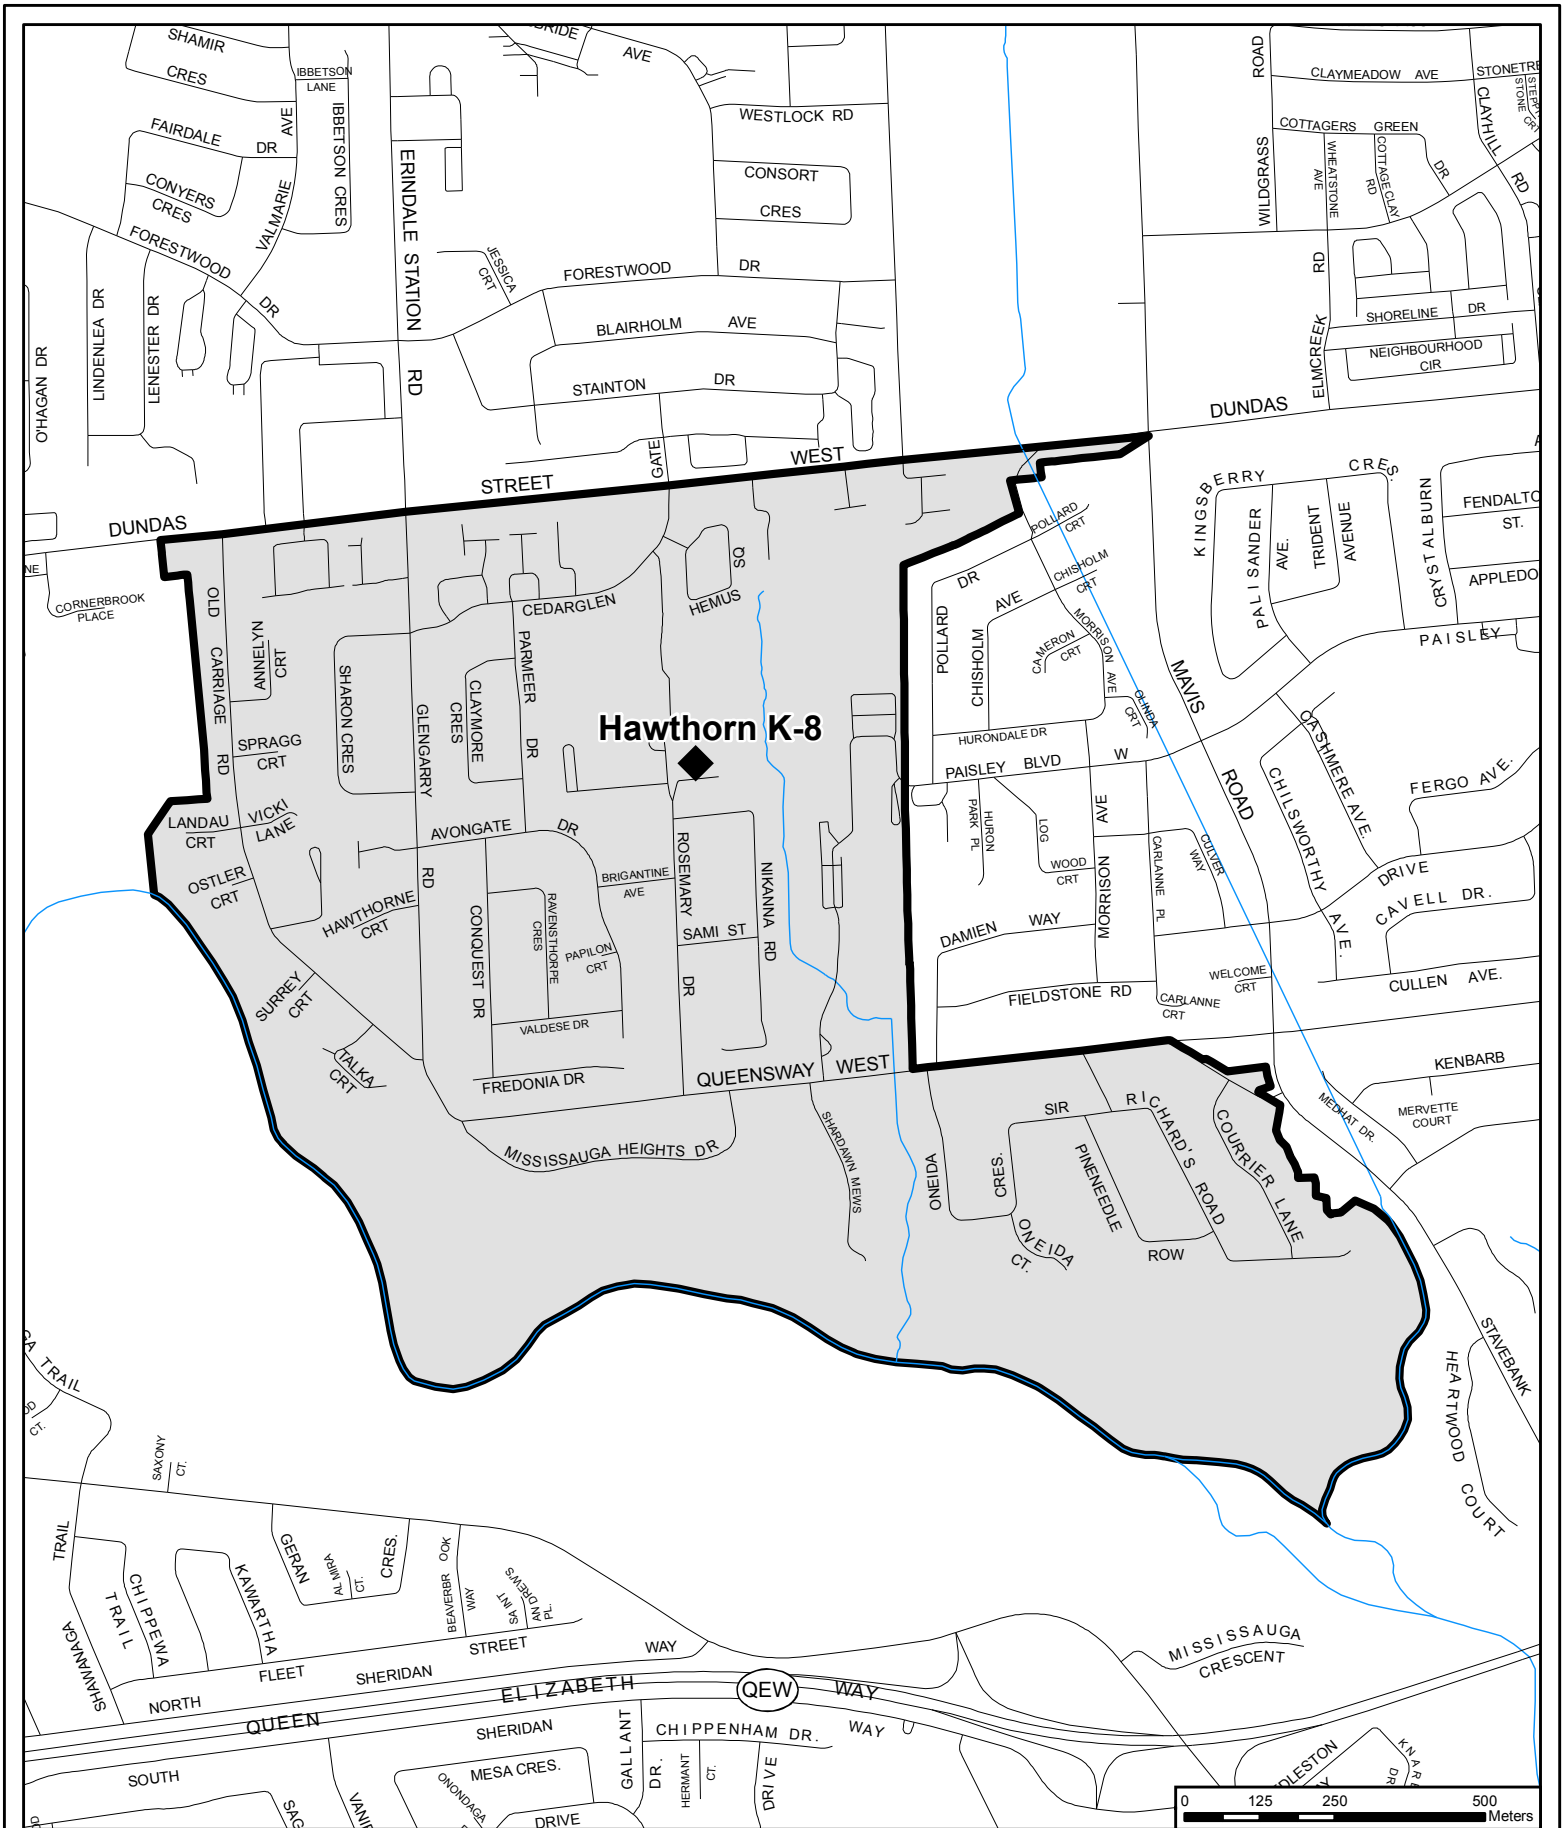 SHAMIR
CRES
IBBETSON
LANE
IBBETSON CRES
FAIRDALE
DR
AVE
CONYERS
CRES
VALMARIE
FORESTWOOD
DR
ERINDALE STATION
RD
AVE
WESTLOCK RD
CONSORT
CRES
JESSICA
CRT
FORESTWOOD
DR
BLAIRHOLM AVE
STAINTON
DR
ROAD
WILDGRASS
CLAYMEADOW AVE
CLAYHILL
RD
COTTAGERS GREEN
DR
WHEATSTONE
AVE
COTTAGECLAY
RD
ELMCREEK
RD
SHORELINE DR
NEIGHBOURHOOD
CIR
O'HAGAN DR
LINDENLEA DR
LENESTER DR
DUNDAS
STREET
GATE
WEST
DUNDAS
CORNERBROOK
PLACE
OLD CARRIAGE RD
ANNELYN
CRT
SPRAGG
CRT
LANDAU
CRT
VICKI
LANE
OSTLER
CRT
SHARON CRES
GLENGARRY
RD
CLAYMORE
CRES
PARMEER
DR
CEDARGLEN
HEMUS
SQ
Hawthorn K-8
AVONGATE
DR
HAWTHORNE
CRT
SURREY
CRT
TALKA
CRT
CONQUEST DR
RAVENSTHORPE
CRES
BRIGANTINE
AVE
PAPILON
CRT
VALDESE DR
FREDONIA DR
ROSEMARY
DR
SAMI ST
NIKANNA RD
QUEENSWAY WEST
MISSISSAUGA HEIGHTS DR
SHARDAWN MEWS
POLLARD
CRT
POLLARD
DR
CHISHOLM
CRT
CHISHOLM
AVE
CAMERON
CRT
MORRISON AVE
OLINDA
CRT
HURONDALE DR
PAISLEY BLVD W
HURON
PARK PL
LOG
WOOD
CRT
MORRISON
AVE
CARLANNE PL
CULVER
WAY
DAMIEN WAY
FIELDSTONE RD
CARLANNE
CRT
WELCOME
CRT
MAVIS
ROAD
KINGSBERRY
CRES.
PALISANDER
AVE.
TRIDENT
AVENUE
CRYSTALBURN
ST.
PAISLEY
CASHMERE AVE.
CHILSWORTHY
AVE.
FERGO AVE.
DRIVE
CAVELL DR.
CULLEN AVE.
KENBARB
MEDHAT DR.
MERVETTE
COURT
ONEIDA
CRES.
ONEIDA
CT.
SIR RICHARD'S ROAD
PINENEEDLE
ROW
COURRIER LANE
STAVEBANK
HEARTWOOD COURT
TRAIL
CT.
SAXONY
CT.
SHAWANAGA
TRAIL
CHIPPEWA
TRAIL
KAWARTHA
GERAN
CRES.
ALMIRA
CT.
BEAVERBROOK
WAY
SAINT
ANDREW'S
PL.
FLEET
STREET
NORTH
SHERIDAN
WAY
QUEEN
ELIZABETH
WAY
QEW
MISSISSAUGA
CRESCENT
SOUTH
SHERIDAN
WAY
MESA CRES.
ONONDAGA
DRIVE
GALLANT
DR.
CHIPPENHAM DR.
HERMANT
CT.
DRIVE
0 125 250 500
Meters